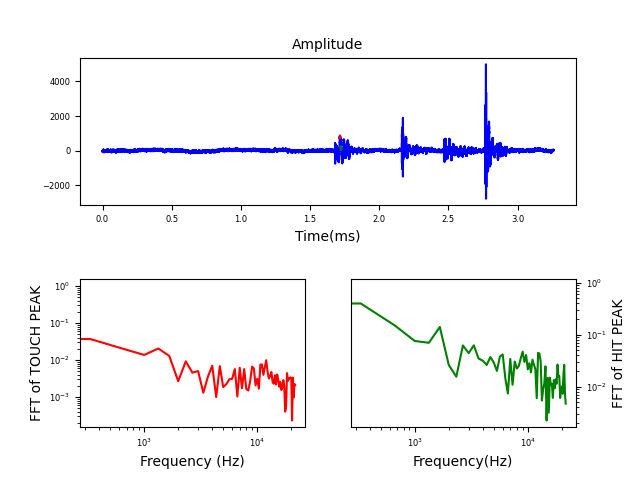 Amplitude
4000
2000
0
−2000
0.0 0.5 1.0 1.5 2.0 2.5 3.0
Time(ms)
FFT of TOUCH PEAK
10⁰
10⁻¹
10⁻²
10⁻³
10³ 10⁴
Frequency (Hz)
10⁰
10⁻¹
10⁻²
FFT of HIT PEAK
10³ 10⁴
Frequency(Hz)